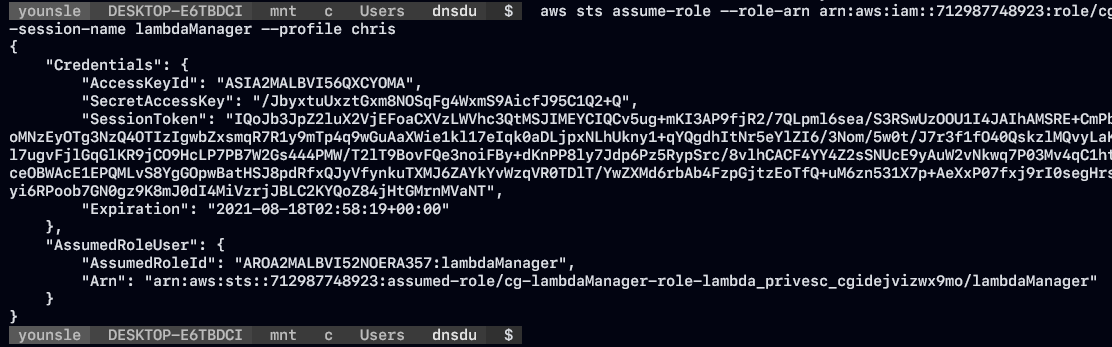 younsle DESKTOP-E6TBDCI mnt c Users dnsdu $ aws sts assume-role --role-arn arn:aws:iam::712987748923:role/cg
-session-name lambdaManager --profile chris
{
"Credentials": {
"AccessKeyId": "ASIA2MALBVI56QXCYOMA",
"SecretAccessKey": "/JbyxtuUxztGxm8NOSqFg4WxmS9AicfJ95C1Q2+Q",
"SessionToken": "IQoJb3JpZ2luX2VjEFoaCXVzLWVhc3QtMSJIMEYCIQCv5ug+mKI3AP9fjR2/7QLpml6sea/S3RSwUzOOU1I4JAIhAMSRE+CmPb
oMNzEyOTg3NzQ4OTIzIgwbZxsmqR7R1y9mTp4q9wGuAaXWie1kl17eIqk0aDLjpxNLhUkny1+qYQgdhItNr5eYlZI6/3Nom/5w0t/J7r3f1fO40QskzlMQvyLaK
l7ugvFjlGqGlKR9jCO9HcLP7PB7W2Gs444PMW/T2lT9BovFQe3noiFBy+dKnPP8ly7Jdp6Pz5RypSrc/8vlhCACF4YY4Z2sSNUcE9yAuW2vNkwq7P03Mv4qC1ht
ceOBWAcE1EPQMLvS8YgGOpwBatHSJ8pdRfxQJyVfynkuTXMJ6ZAYkYvWzqVR0TDlT/YwZXMd6rbAb4FzpGjtzEoTfQ+uM6zn531X7p+AeXxP07fxj9rI0segHrs
yi6RPoob7GN0gz9K8mJ0dI4MiVzrjJBLC2KYQoZ84jHtGMrnMVaNT",
"Expiration": "2021-08-18T02:58:19+00:00"
},
"AssumedRoleUser": {
"AssumedRoleId": "AROA2MALBVI52NOERA357:lambdaManager",
"Arn": "arn:aws:sts::712987748923:assumed-role/cg-lambdaManager-role-lambda_privesc_cgidejvizwx9mo/lambdaManager"
}
}
younsle DESKTOP-E6TBDCI mnt c Users dnsdu $